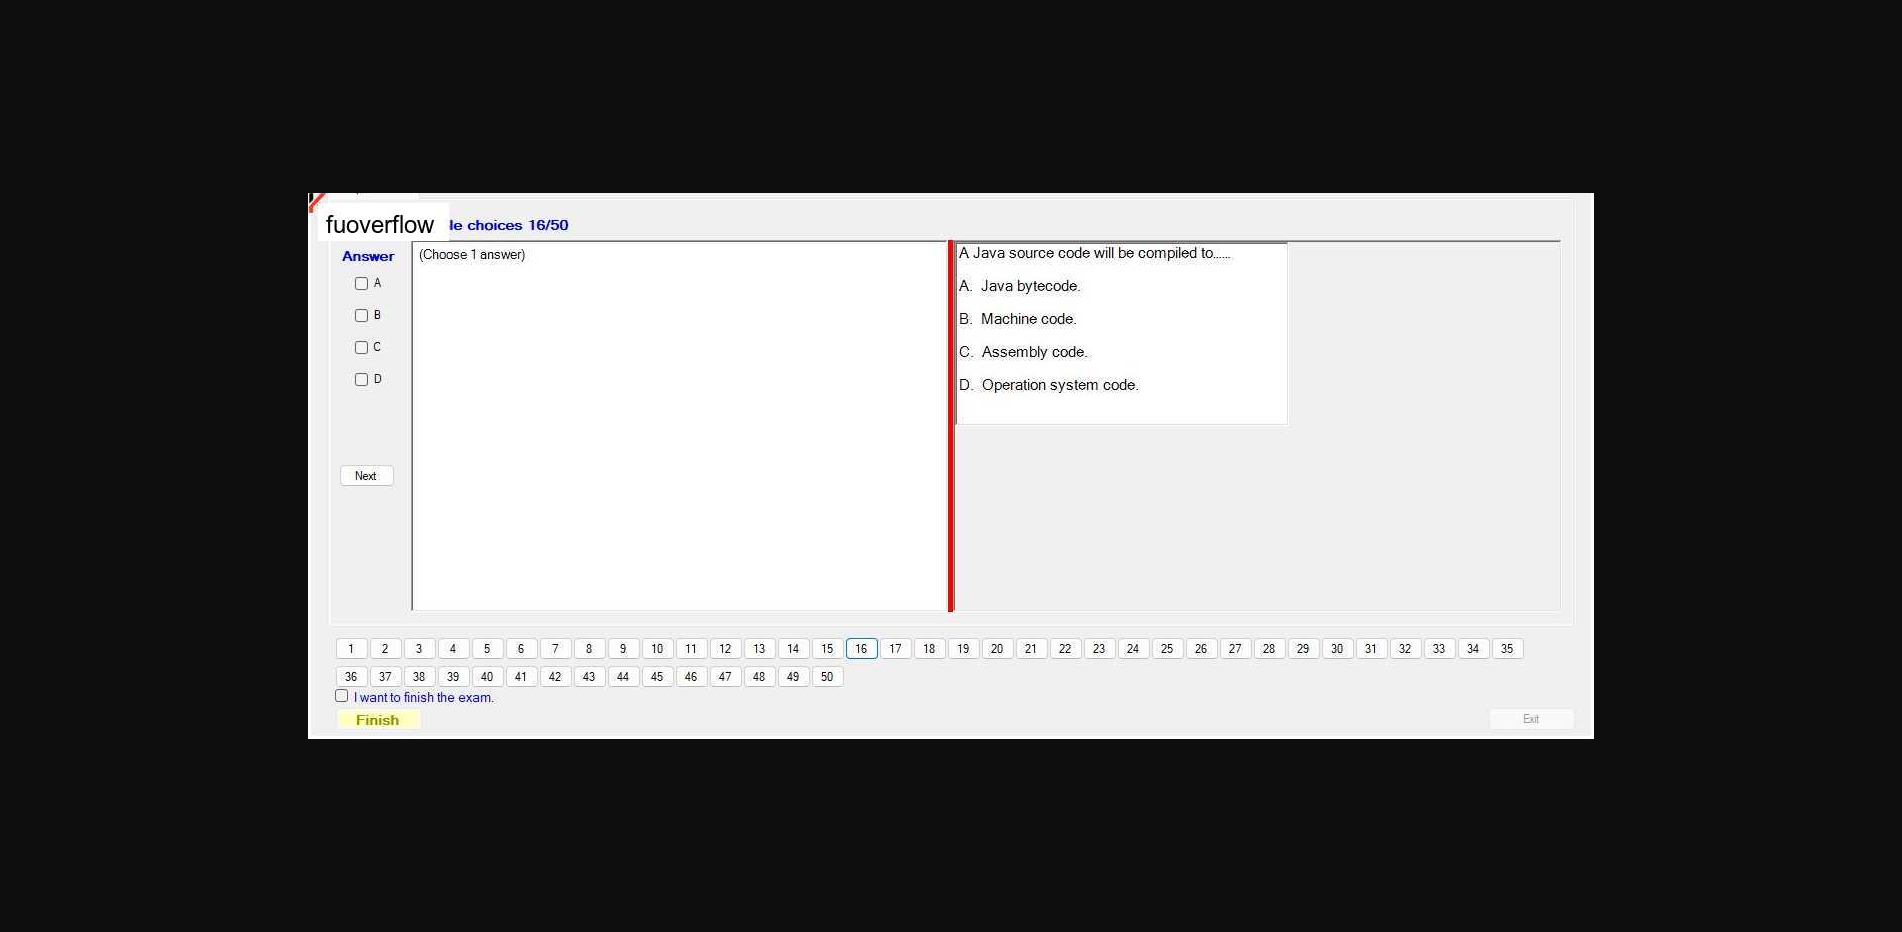 fuoverflow le choices 16/50
Answer
(Choose 1 answer)
A
B
C
D
Next
A Java source code will be compiled to......
A. Java bytecode.
B. Machine code.
C. Assembly code.
D. Operation system code.
1 2 3 4 5 6 7 8 9 10 11 12 13 14 15 16 17 18 19 20 21 22 23 24 25 26 27 28 29 30 31 32 33 34 35
36 37 38 39 40 41 42 43 44 45 46 47 48 49 50
I want to finish the exam.
Finish
Exit